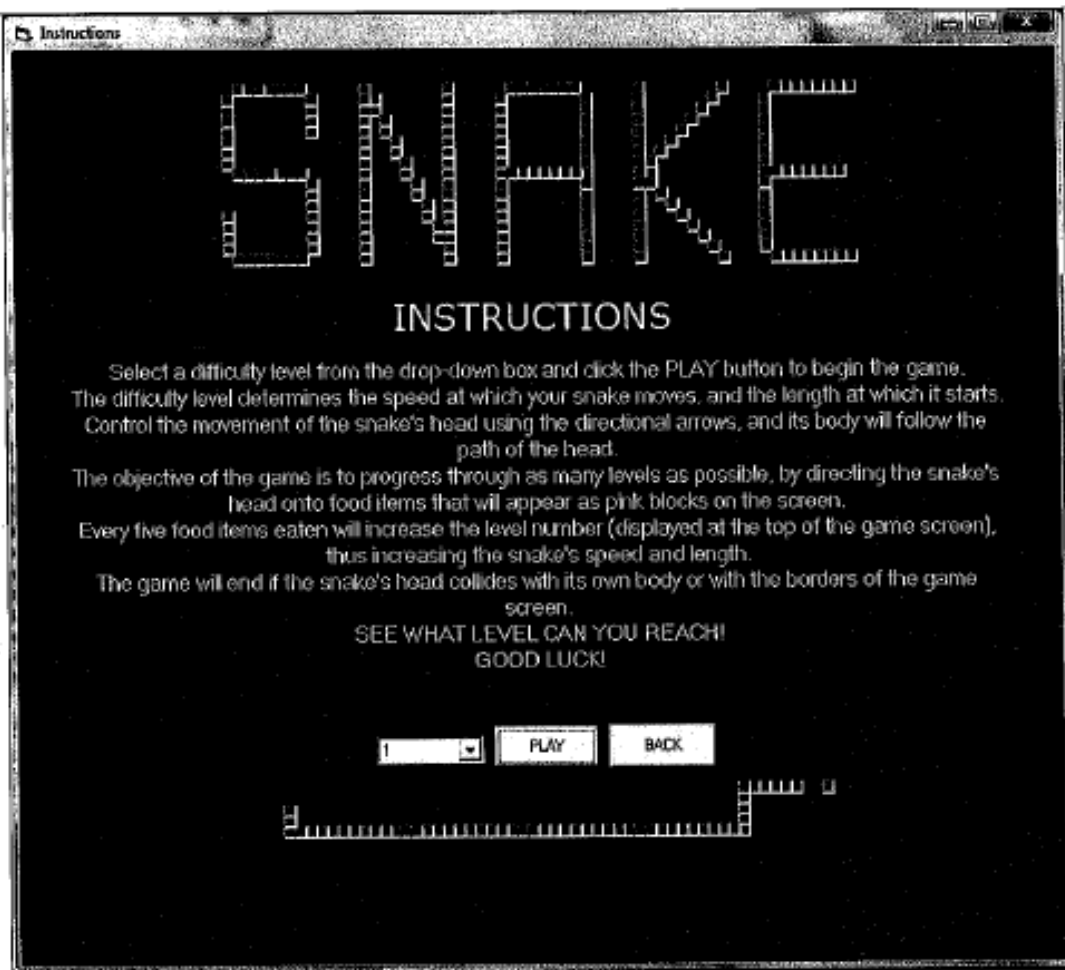 Instructions
SNAKE
INSTRUCTIONS
Select a difficulty level from the drop-down box and click the PLAY button to begin the game.
The difficulty level determines the speed at which your snake moves, and the length at which it starts.
Control the movement of the snake's head using the directional arrows, and its body will follow the
path of the head.
The objective of the game is to progress through as many levels as possible, by directing the snake's
head onto food items that will appear as pink blocks on the screen.
Every five food items eaten will increase the level number (displayed at the top of the game screen),
thus increasing the snake's speed and length.
The game will end if the snake's head collides with its own body or with the borders of the game
screen.
SEE WHAT LEVEL CAN YOU REACH!
GOOD LUCK!
1 PLAY BACK